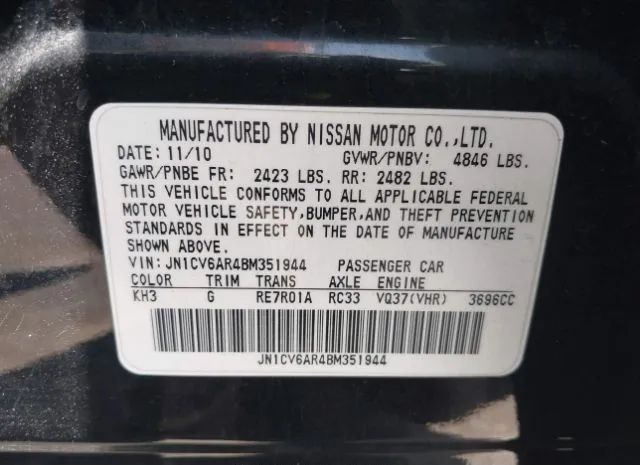 MANUFACTURED BY NISSAN MOTOR CO.,LTD.
DATE: 11/10 GVWR/PNBV: 4846 LBS.
GAWR/PNBE FR: 2423 LBS. RR: 2482 LBS.
THIS VEHICLE CONFORMS TO ALL APPLICABLE FEDERAL
MOTOR VEHICLE SAFETY,BUMPER,AND THEFT PREVENTION
STANDARDS IN EFFECT ON THE DATE OF MANUFACTURE
SHOWN ABOVE.
VIN: JN1CV6AR4BM351944 PASSENGER CAR
COLOR TRIM TRANS AXLE ENGINE
KH3 G RE7R01A RC33 VQ37(VHR) 3696CC
JN1CV6AR4BM351944